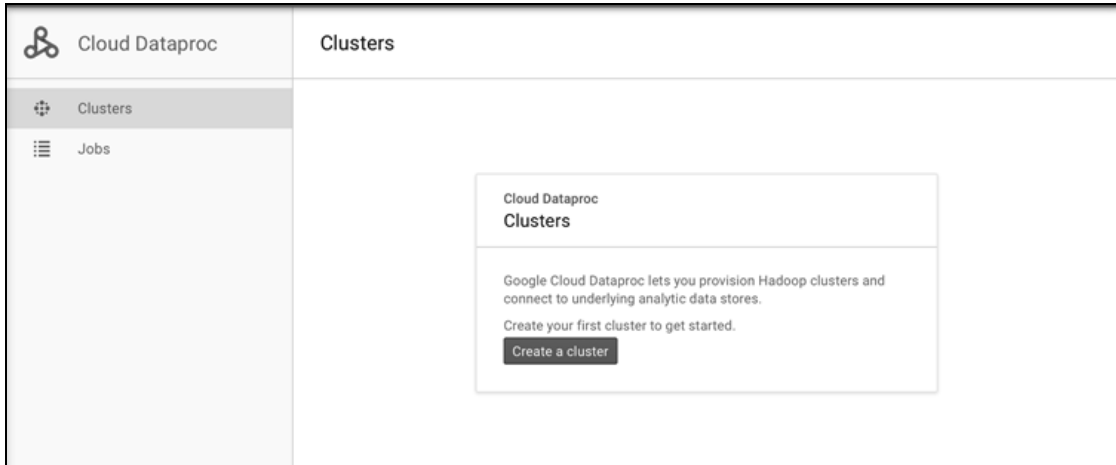 Cloud Dataproc
Clusters
Clusters
Jobs
Cloud Dataproc
Clusters
Google Cloud Dataproc lets you provision Hadoop clusters and
connect to underlying analytic data stores.
Create your first cluster to get started.
Create a cluster